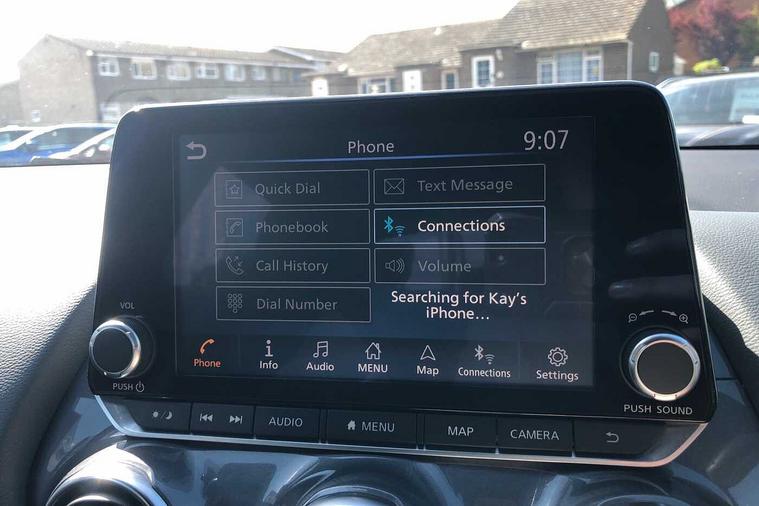 Phone
9:07
Quick Dial
Text Message
Phonebook
Connections
Call History
Volume
Dial Number
Searching for Kay's
iPhone...
Phone
Info
Audio
MENU
Map
Connections
Settings
VOL
PUSH
PUSH SOUND
AUDIO
MENU
MAP
CAMERA